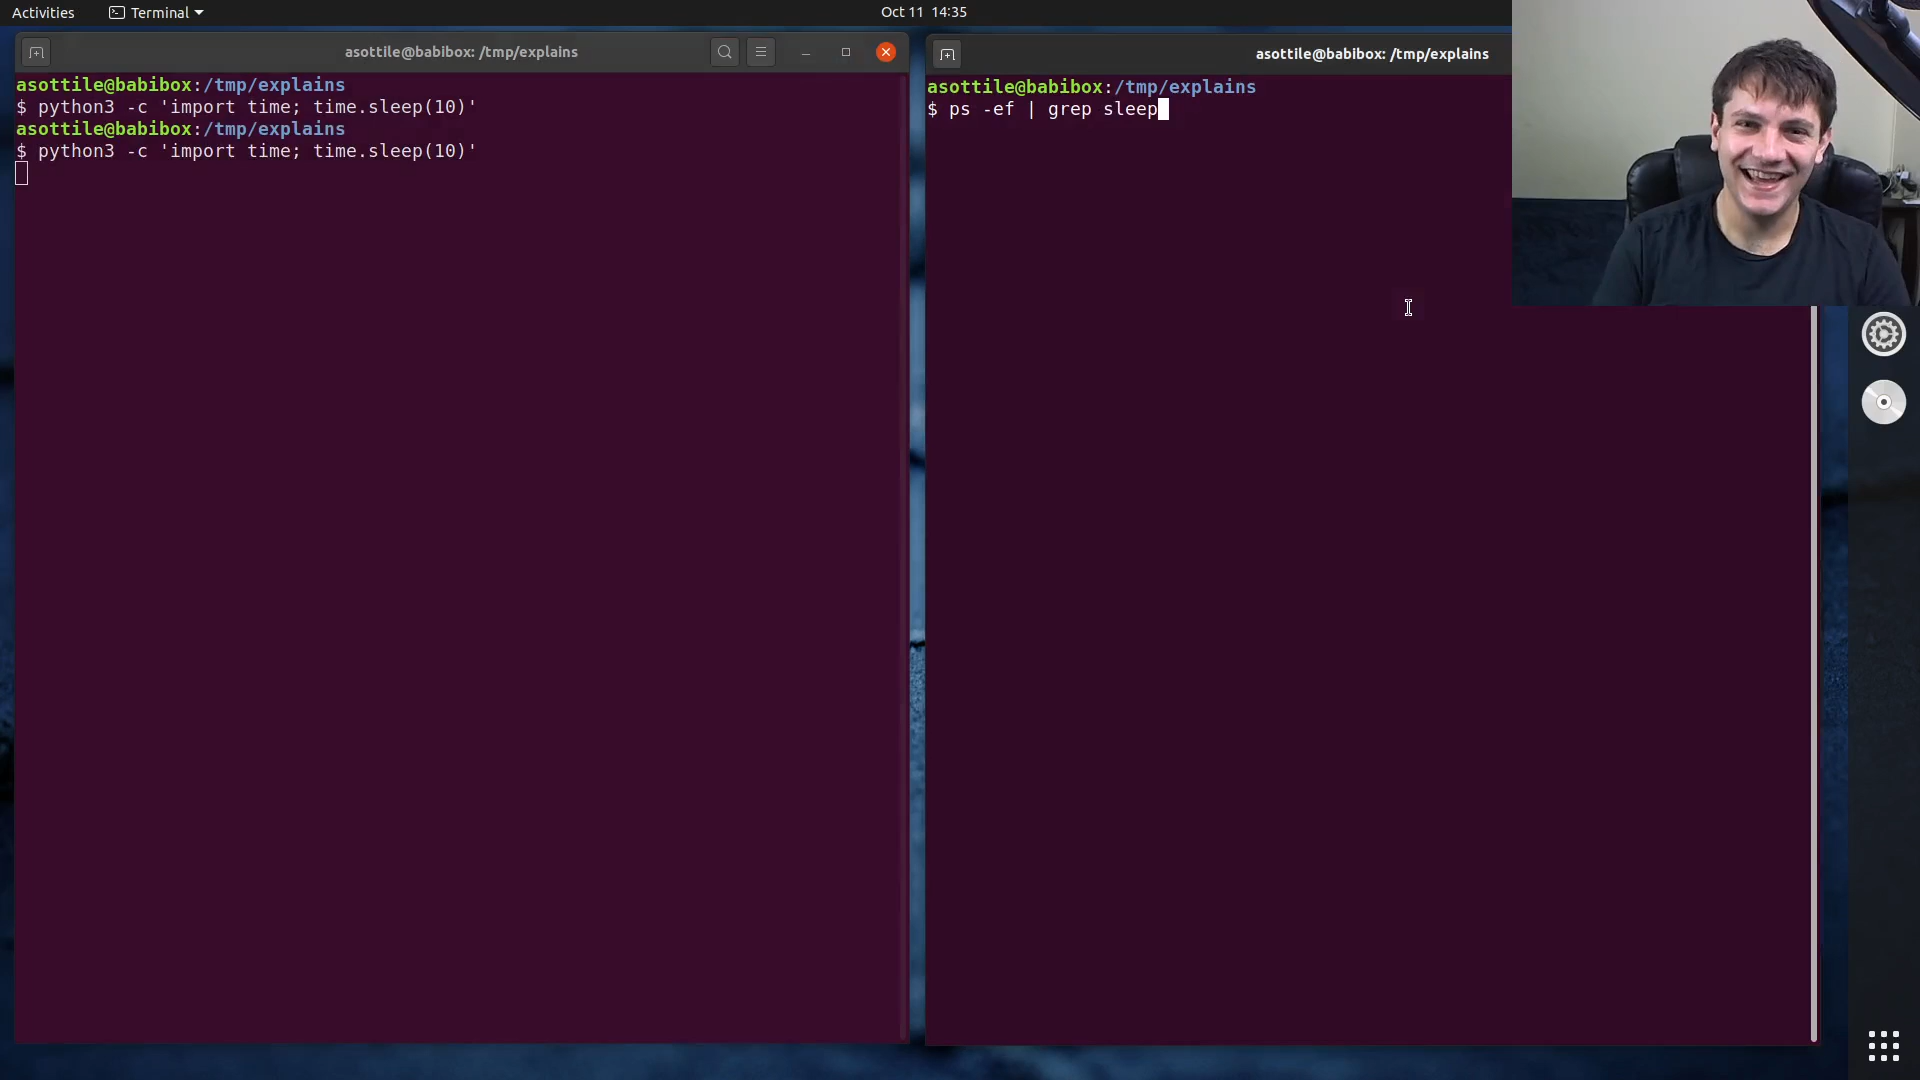 Activities
Terminal
Oct 11 14:35
asottile@babibox: /tmp/explains
asottile@babibox:/tmp/explains
$ python3 -c 'import time; time.sleep(10)'
asottile@babibox:/tmp/explains
$ python3 -c 'import time; time.sleep(10)'
asottile@babibox: /tmp/explains
asottile@babibox:/tmp/explains
$ ps -ef | grep sleep